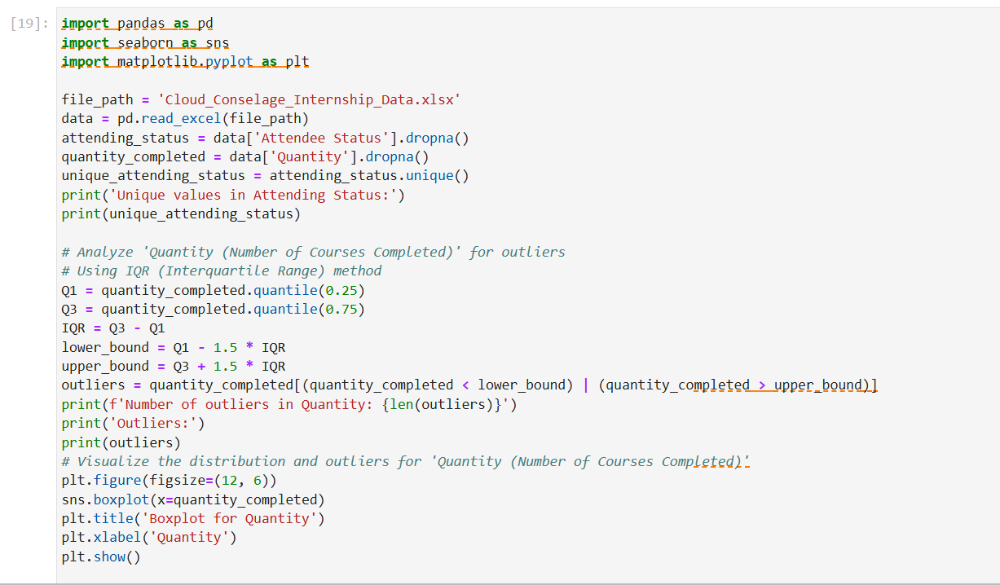 [19]: import pandas as pd
import seaborn as sns
import matplotlib.pyplot as plt
file_path = 'Cloud_Conselage_Internship_Data.xlsx'
data = pd.read_excel(file_path)
attending_status = data['Attendee Status'].dropna()
quantity_completed = data['Quantity'].dropna()
unique_attending_status = attending_status.unique()
print('Unique values in Attending Status:')
print(unique_attending_status)
# Analyze 'Quantity (Number of Courses Completed)' for outliers
# Using IQR (Interquartile Range) method
Q1 = quantity_completed.quantile(0.25)
Q3 = quantity_completed.quantile(0.75)
IQR = Q3 - Q1
lower_bound = Q1 - 1.5 * IQR
upper_bound = Q3 + 1.5 * IQR
outliers = quantity_completed[(quantity_completed < lower_bound) | (quantity_completed > upper_bound)]
print(f'Number of outliers in Quantity: {len(outliers)}')
print('Outliers:')
print(outliers)
# Visualize the distribution and outliers for 'Quantity (Number of Courses Completed)'
plt.figure(figsize=(12, 6))
sns.boxplot(x=quantity_completed)
plt.title('Boxplot for Quantity')
plt.xlabel('Quantity')
plt.show()